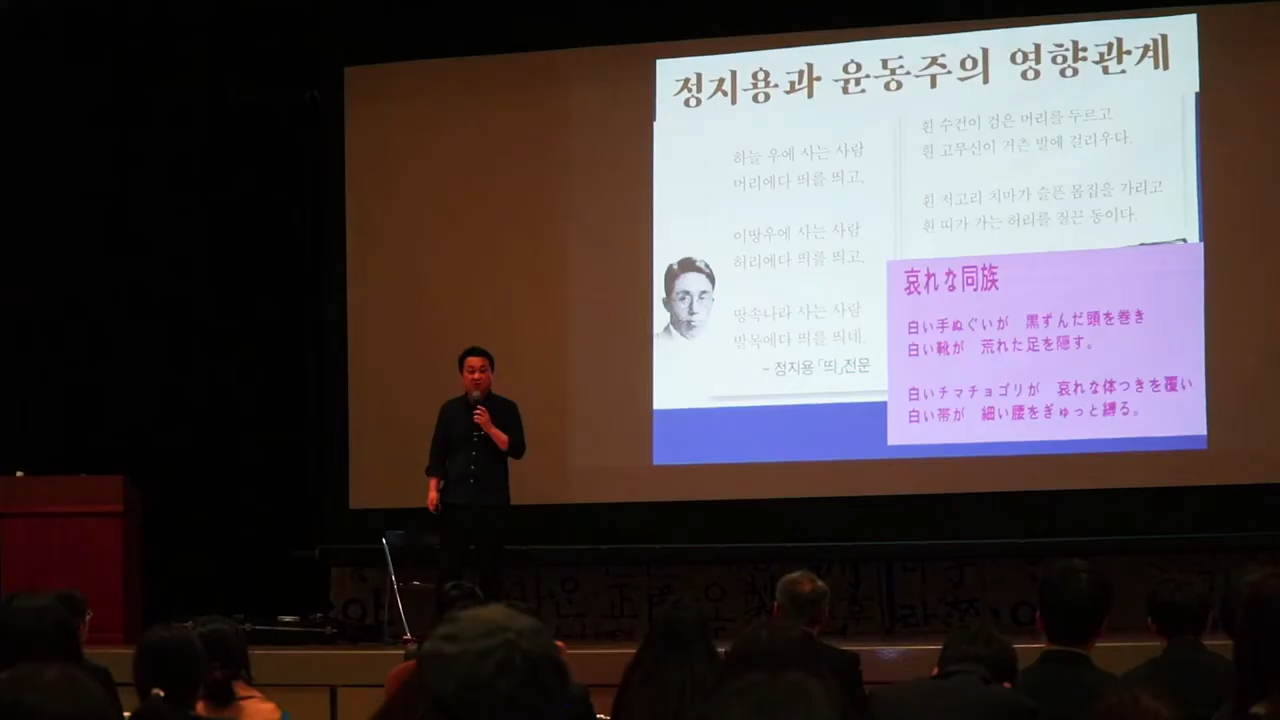 정지용과 윤동주의 영향관계
하늘 우에 사는 사람
머리에다 띄를 띄고,
이땅우에 사는 사람
허리에다 띄를 띄고,
땅속나라 사는 사람
발목에다 띄를 띄네.
– 정지용 「띄」 전문
흰 수건이 검은 머리를 두르고
흰 고무신이 거츤 발에 걸리우다.
흰 저고리 치마가 슬픈 몸집을 가리고
흰 띠가 가는 허리를 질끈 동이다.
哀れな同族
白い手ぬぐいが 黒ずんだ頭を巻き
白い靴が 荒れた足を隠す。
白いチマチョゴリが 哀れな体つきを覆い
白い帯が 細い腰をぎゅっと縛る。